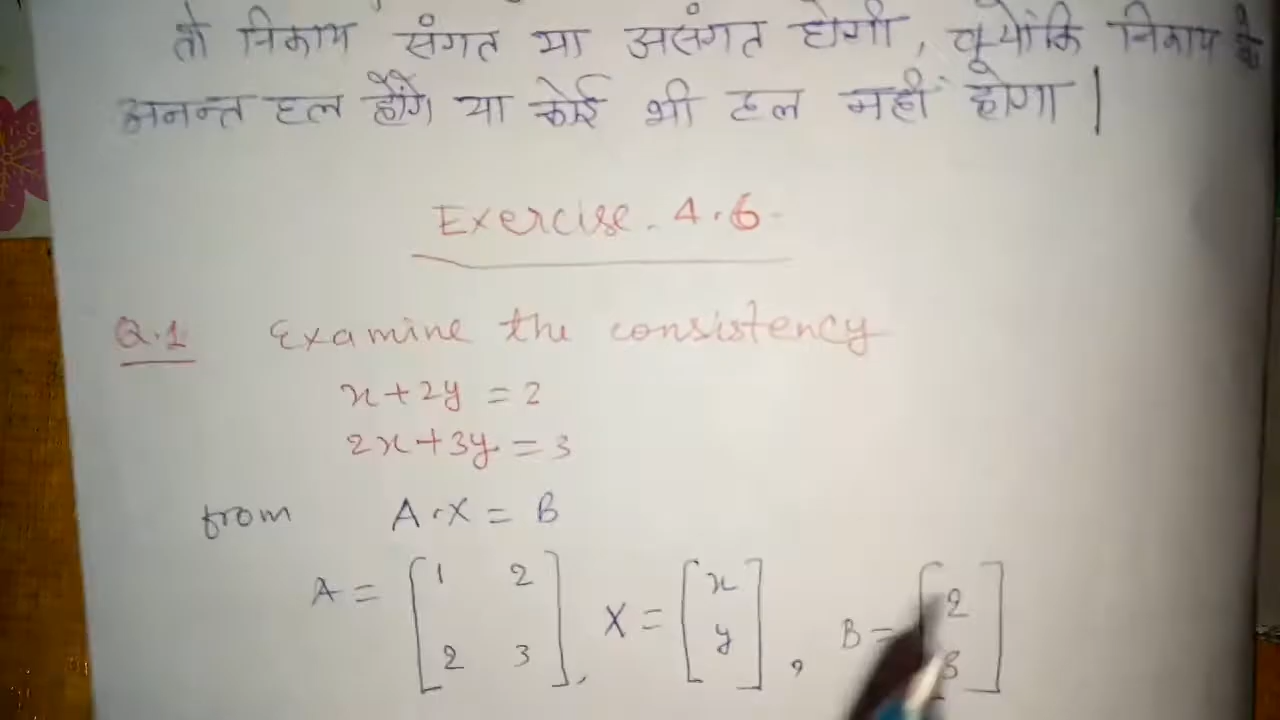 तो निकाय संगत या असंगत होगी, क्योंकि निकाय के
अनन्त हल होंगे या कोई भी हल नहीं होगा |
Exercise. 4.6.
Q.1 Examine the consistency
x+2y = 2
2x+3y = 3
from A.X = B
A = [1 2
2 3], X = [x
y], B = [2
3]